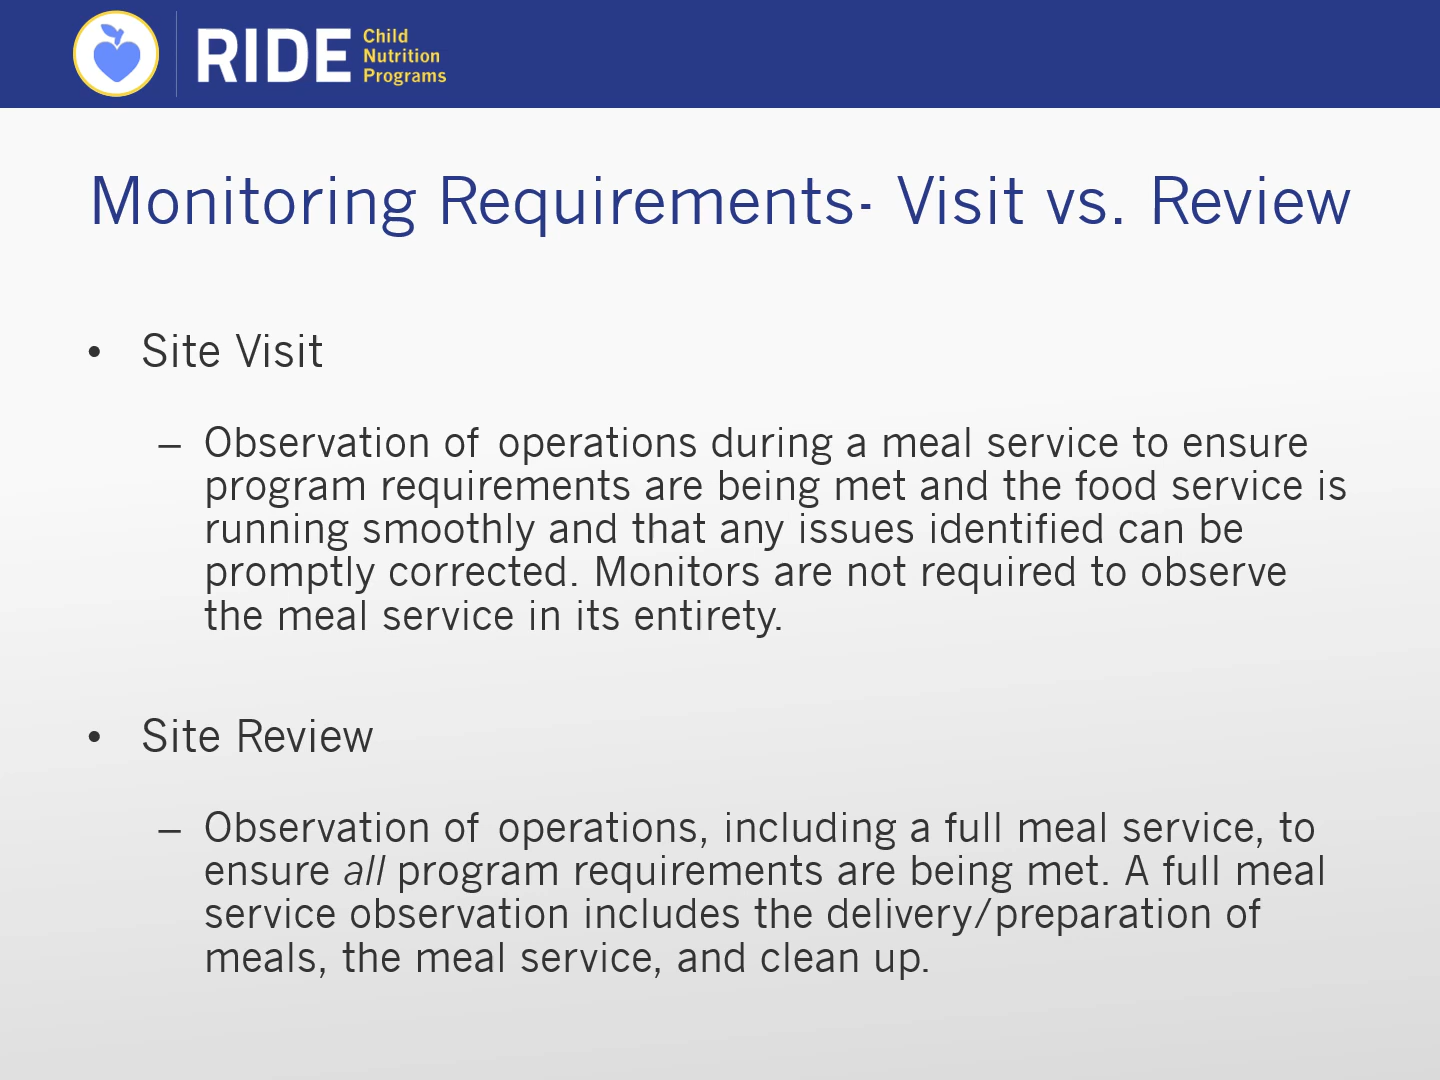 RIDE
Child
Nutrition
Programs
Monitoring Requirements- Visit vs. Review
• Site Visit
– Observation of operations during a meal service to ensure
program requirements are being met and the food service is
running smoothly and that any issues identified can be
promptly corrected. Monitors are not required to observe
the meal service in its entirety.
• Site Review
– Observation of operations, including a full meal service, to
ensure all program requirements are being met. A full meal
service observation includes the delivery/preparation of
meals, the meal service, and clean up.